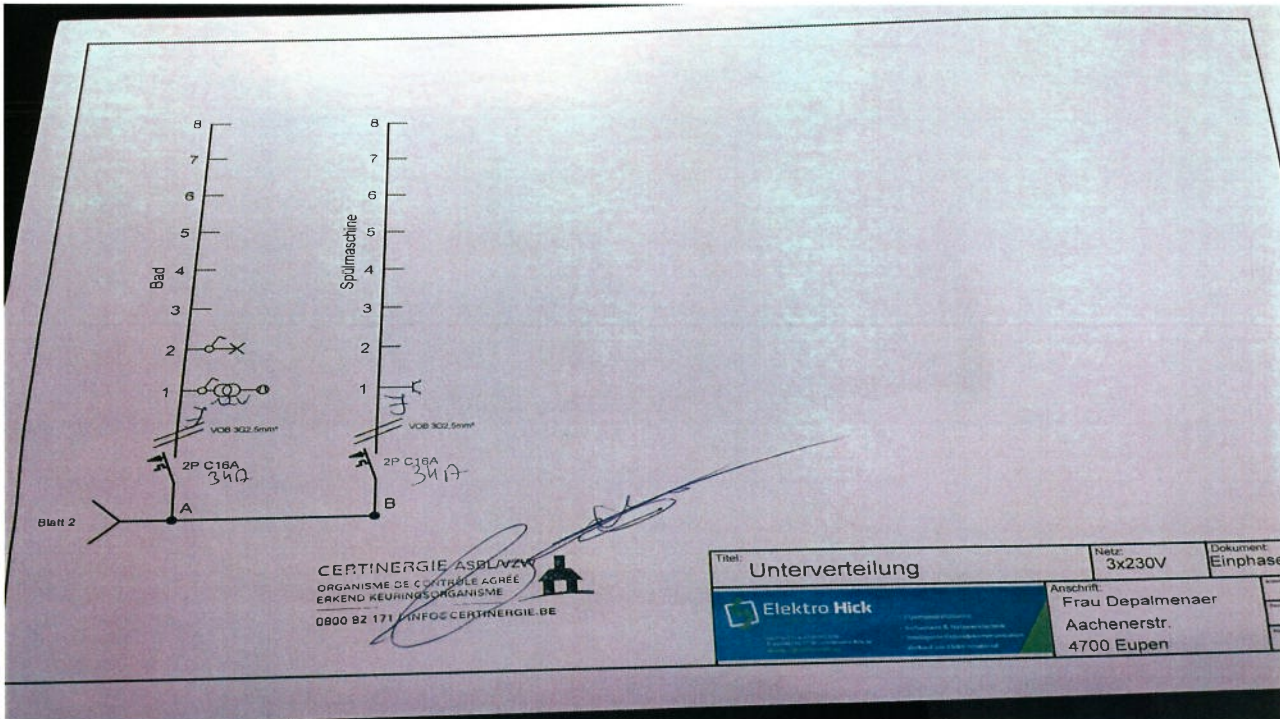 8
7
6
5
4
3
2
1
Bad
VOB 3G2,5mm²
2P C16A
A
8
7
6
5
4
3
2
1
Spülmaschine
VOB 3G2,5mm²
2P C16A
B
Blatt 2
CERTINERGIE ASBL/VZW
ORGANISME DE CONTRÔLE AGRÉÉ
ERKEND KEURINGSORGANISME
0800 82 171 / INFO@CERTINERGIE.BE
Titel:
Unterverteilung
Netz:
3x230V
Dokument:
Einphase
Elektro Hick
Anschrift:
Frau Depalmenaer
Aachenerstr.
4700 Eupen